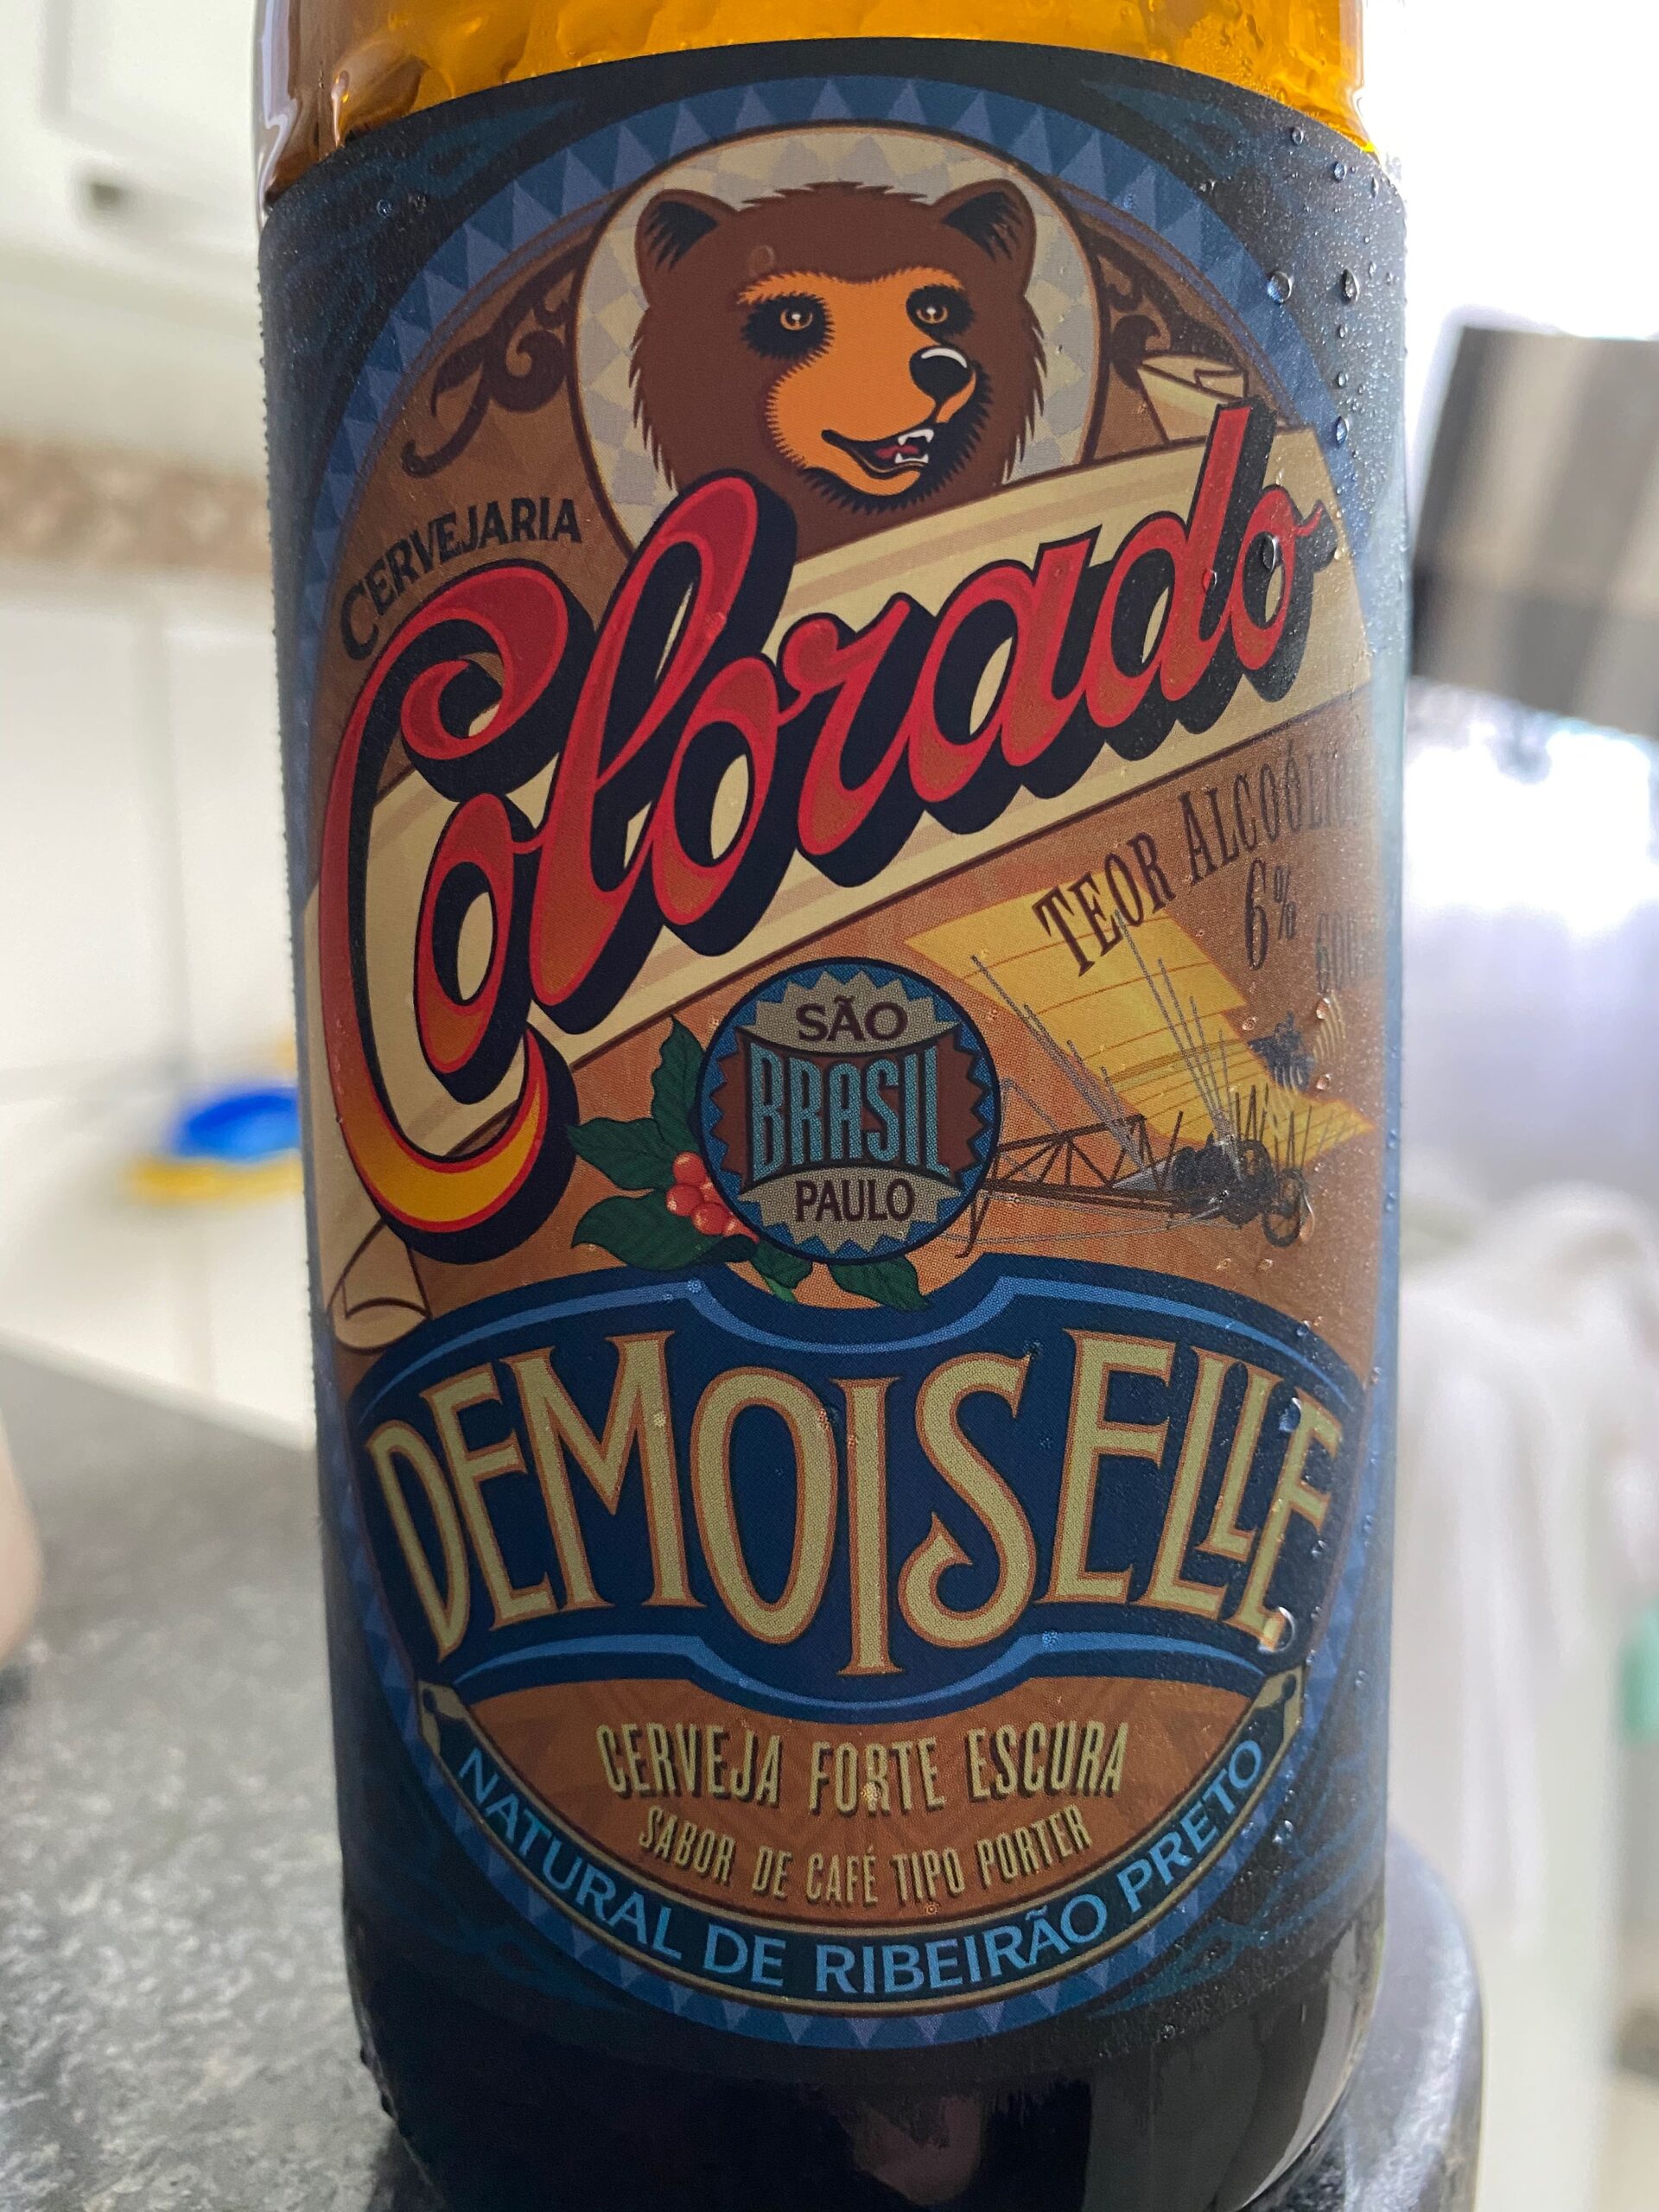 CERVEJARIA
Colorado
TEOR ALCOÓLICO
6%
SÃO
BRASIL
PAULO
DEMOISELLE
CERVEJA FORTE ESCURA
SABOR DE CAFÉ TIPO PORTER
NATURAL DE RIBEIRÃO PRETO